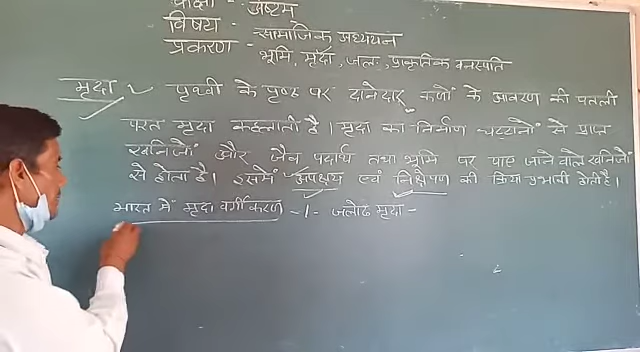 कक्षा - अष्टम्
विषय - सामाजिक अध्ययन
प्रकरण - भूमि, मृदा, जल, प्राकृतिक वनस्पति
मृदा ~ पृथ्वी के पृष्ठ पर दानेदार कणों के आवरण की पतली
परत मृदा कहलाती है। मृदा का निर्माण चट्टानों से प्राप्त
खनिजों और जैव पदार्थ तथा भूमि पर पाए जाने वाले खनिजों
से होता है। इसमें अपक्षय एवं निक्षेपण की क्रिया प्रभावी होती है।
भारत में मृदा वर्गीकरण - 1- जलोढ मृदा -